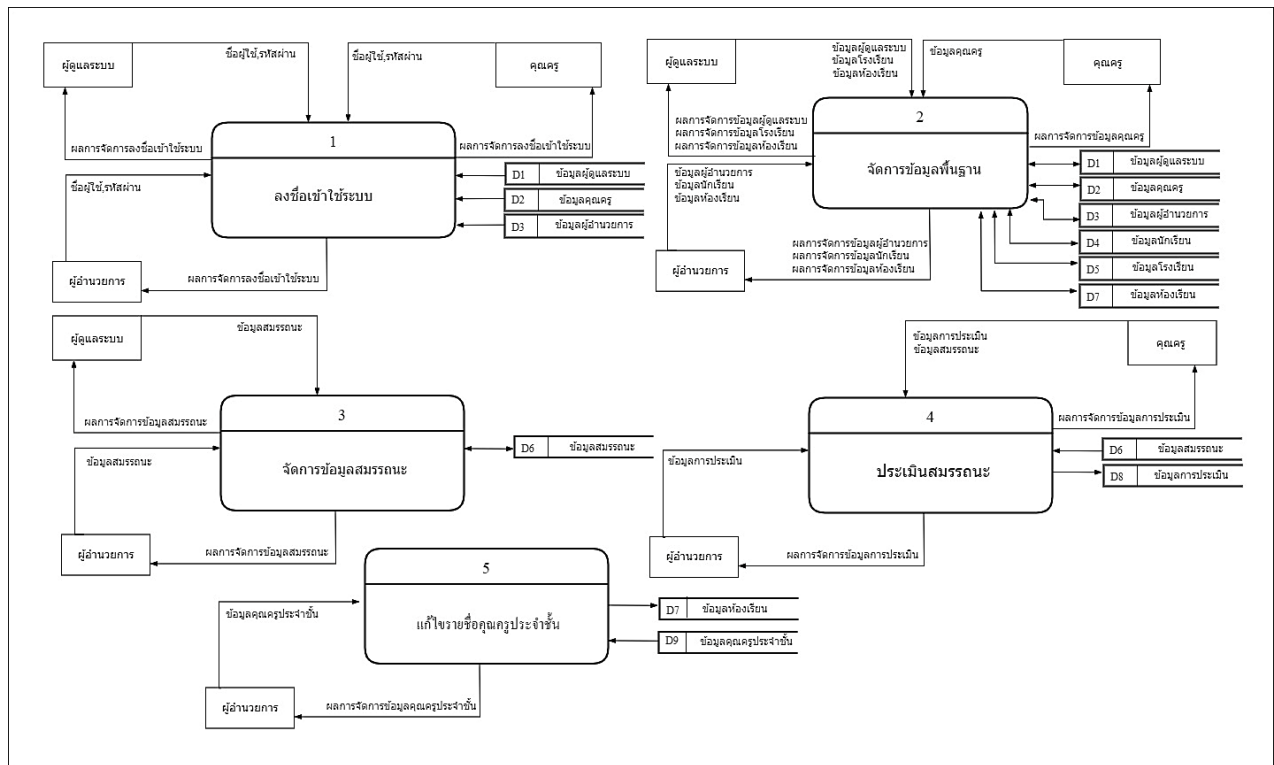 ผู้ดูแลระบบ
ชื่อผู้ใช้,รหัสผ่าน
ชื่อผู้ใช้,รหัสผ่าน
คุณครู
1
ผลการจัดการลงชื่อเข้าใช้ระบบ
ผลการจัดการลงชื่อเข้าใช้ระบบ
ลงชื่อเข้าใช้ระบบ
ชื่อผู้ใช้,รหัสผ่าน
D1 ข้อมูลผู้ดูแลระบบ
D2 ข้อมูลคุณครู
D3 ข้อมูลผู้อำนวยการ
ผู้อำนวยการ
ผลการจัดการลงชื่อเข้าใช้ระบบ
ผู้ดูแลระบบ
ข้อมูลผู้ดูแลระบบ
ข้อมูลโรงเรียน
ข้อมูลห้องเรียน
ข้อมูลคุณครู
คุณครู
2
ผลการจัดการข้อมูลผู้ดูแลระบบ
ผลการจัดการข้อมูลโรงเรียน
ผลการจัดการข้อมูลห้องเรียน
ผลการจัดการข้อมูลคุณครู
จัดการข้อมูลพื้นฐาน
ข้อมูลผู้อำนวยการ
ข้อมูลนักเรียน
ข้อมูลห้องเรียน
D1 ข้อมูลผู้ดูแลระบบ
D2 ข้อมูลคุณครู
D3 ข้อมูลผู้อำนวยการ
D4 ข้อมูลนักเรียน
D5 ข้อมูลโรงเรียน
D7 ข้อมูลห้องเรียน
ผลการจัดการข้อมูลผู้อำนวยการ
ผลการจัดการข้อมูลนักเรียน
ผลการจัดการข้อมูลห้องเรียน
ผู้อำนวยการ
ผู้ดูแลระบบ
ข้อมูลสมรรถนะ
3
ผลการจัดการข้อมูลสมรรถนะ
จัดการข้อมูลสมรรถนะ
ข้อมูลสมรรถนะ
D6 ข้อมูลสมรรถนะ
ผู้อำนวยการ
ผลการจัดการข้อมูลสมรรถนะ
ข้อมูลการประเมิน
ข้อมูลสมรรถนะ
คุณครู
4
ผลการจัดการข้อมูลการประเมิน
ประเมินสมรรถนะ
ข้อมูลการประเมิน
D6 ข้อมูลสมรรถนะ
D8 ข้อมูลการประเมิน
ผู้อำนวยการ
ผลการจัดการข้อมูลการประเมิน
5
ข้อมูลคุณครูประจำชั้น
แก้ไขรายชื่อคุณครูประจำชั้น
D7 ข้อมูลห้องเรียน
D9 ข้อมูลคุณครูประจำชั้น
ผู้อำนวยการ
ผลการจัดการข้อมูลคุณครูประจำชั้น